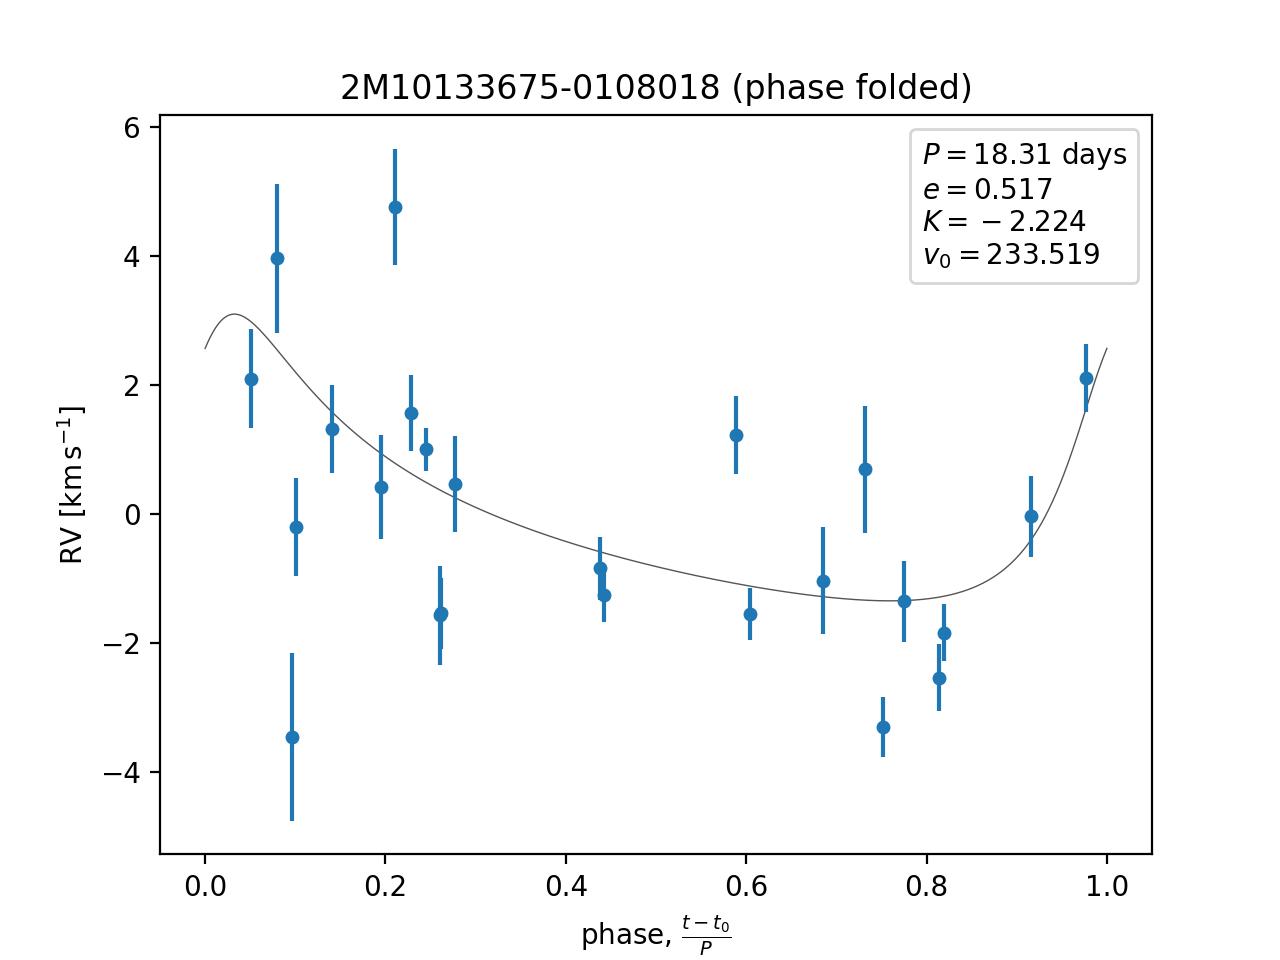 2M10133675-0108018 (phase folded)
P = 18.31 days
e = 0.517
K = −2.224
v₀ = 233.519
RV [km s⁻¹]
6
4
2
0
−2
−4
0.0 0.2 0.4 0.6 0.8 1.0
phase, (t − t₀)/P